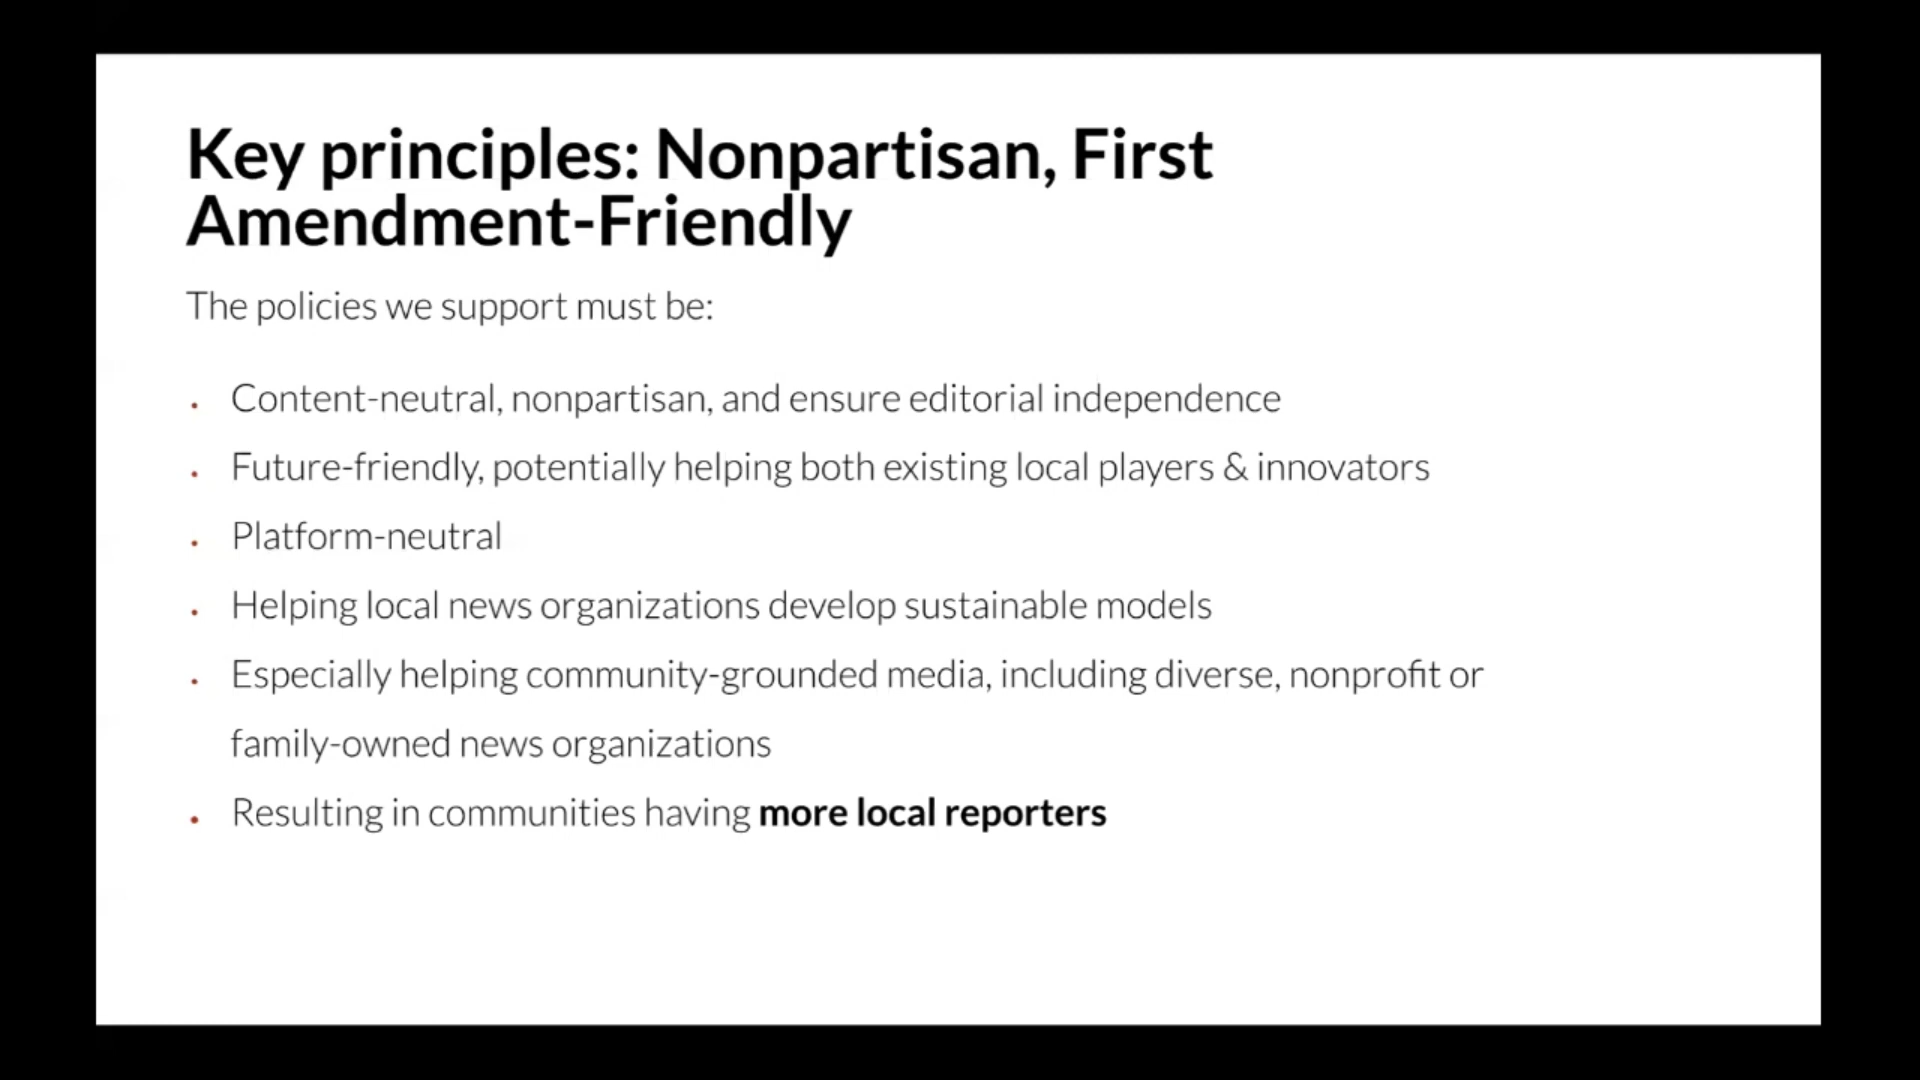 Key principles: Nonpartisan, First
Amendment-Friendly
The policies we support must be:
• Content-neutral, nonpartisan, and ensure editorial independence
• Future-friendly, potentially helping both existing local players & innovators
• Platform-neutral
• Helping local news organizations develop sustainable models
• Especially helping community-grounded media, including diverse, nonprofit or
family-owned news organizations
• Resulting in communities having more local reporters